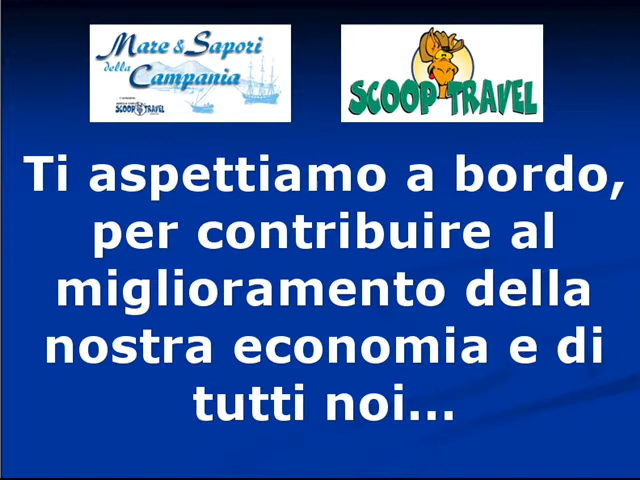 Mare & Sapori
della
Campania
SCOOP TRAVEL
SCOOP TRAVEL
Ti aspettiamo a bordo,
per contribuire al
miglioramento della
nostra economia e di
tutti noi...